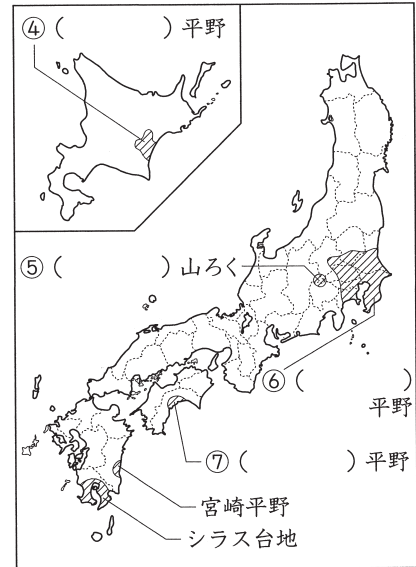 ④（　　　　）平野
⑤（　　　　）山ろく
⑥（　　　　）
平野
⑦（　　　　）平野
宮崎平野
シラス台地